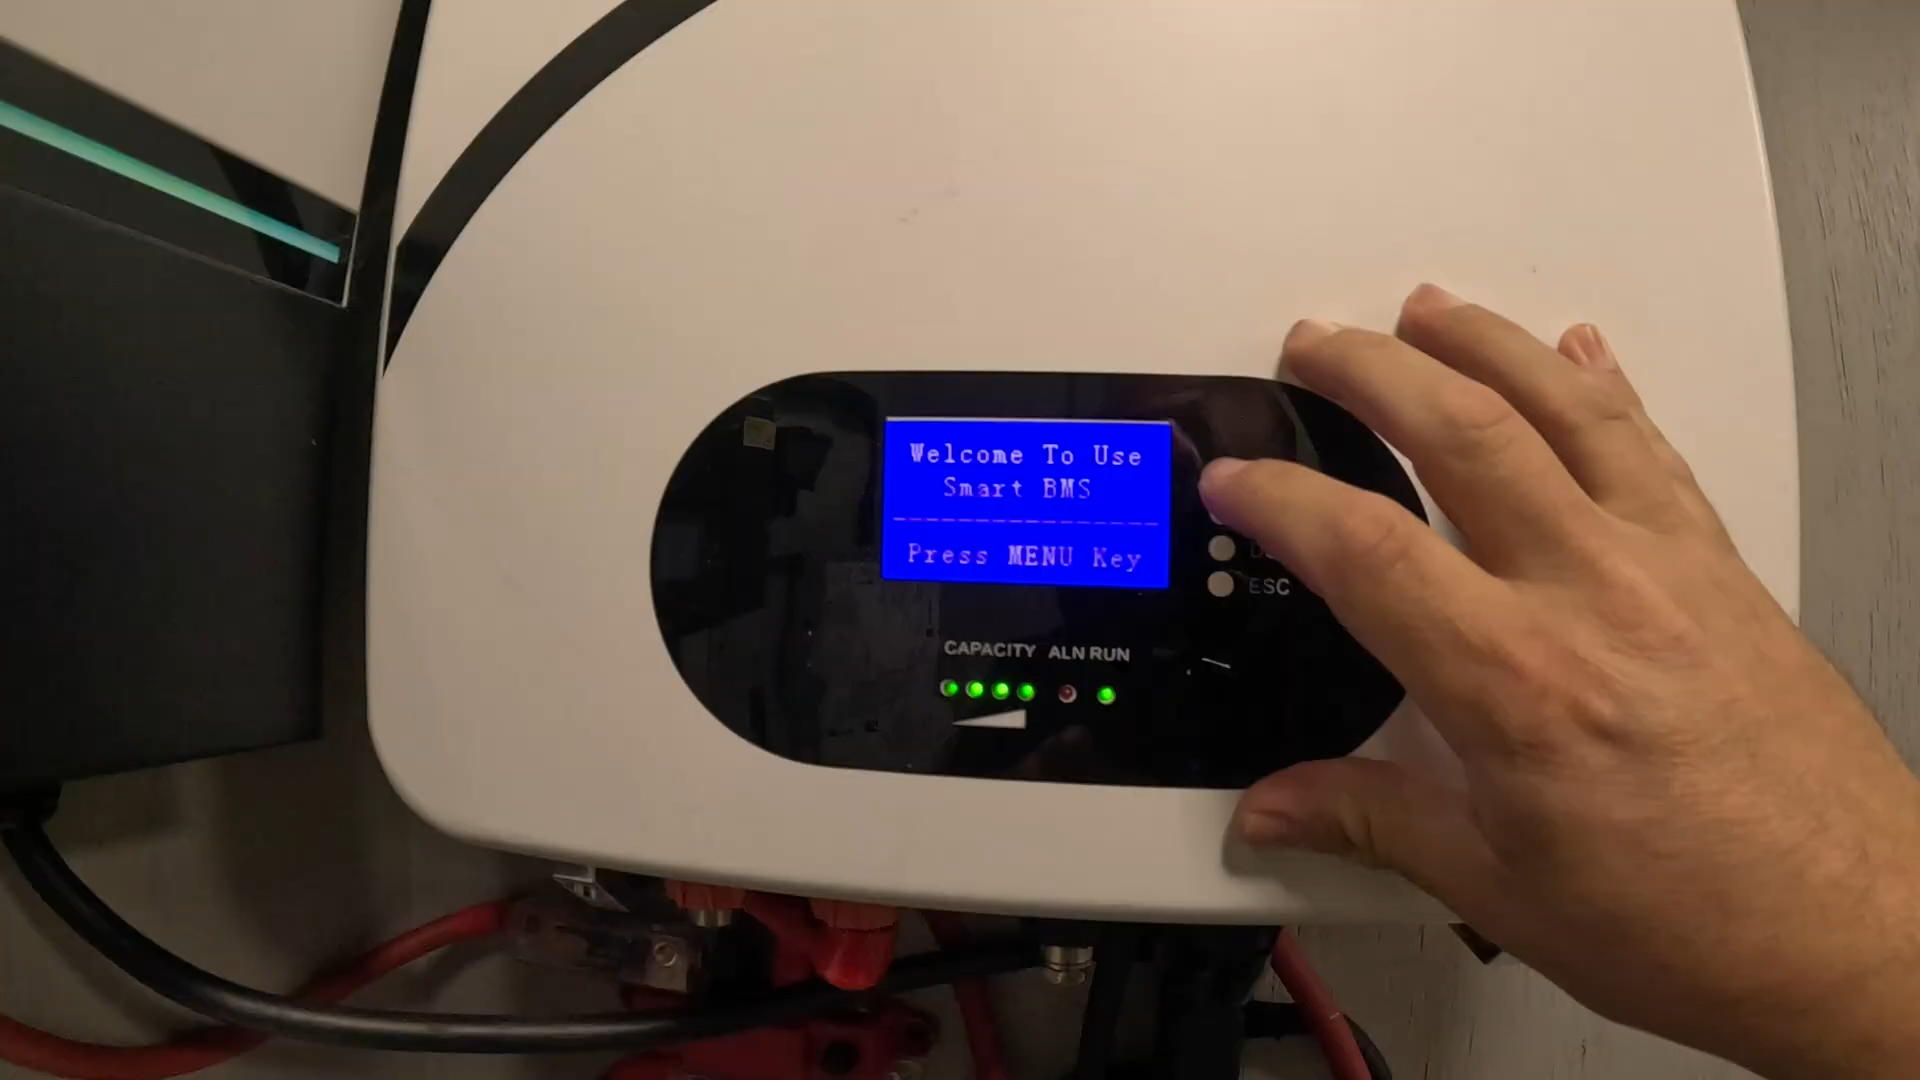 Welcome To Use
Smart BMS
Press MENU Key
ESC
CAPACITY ALN RUN